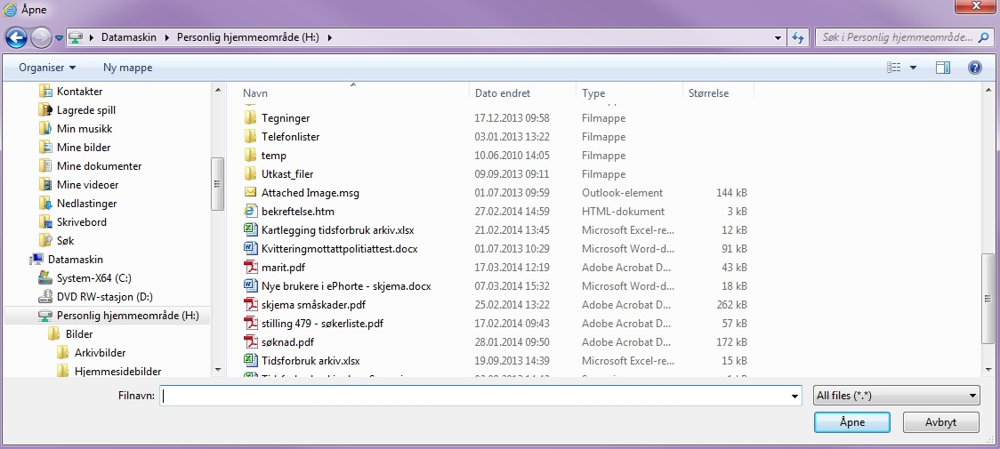 Åpne
Datamaskin Personlig hjemmeområde (H:) Søk i Personlig hjemmeområde...
Organiser Ny mappe
Kontakter
Lagrede spill
Min musikk
Mine bilder
Mine dokumenter
Mine videoer
Nedlastinger
Skrivebord
Søk
Datamaskin
System-X64 (C:)
DVD RW-stasjon (D:)
Personlig hjemmeområde (H:)
Bilder
Arkivbilder
Hjemmesidebilder
Navn Dato endret Type Størrelse
Tegninger 17.12.2013 09:58 Filmappe
Telefonlister 03.01.2013 13:22 Filmappe
temp 10.06.2010 14:05 Filmappe
Utkast_filer 09.09.2013 09:11 Filmappe
Attached Image.msg 01.07.2013 09:59 Outlook-element 144 kB
bekreftelse.htm 27.02.2014 14:59 HTML-dokument 3 kB
Kartlegging tidsforbruk arkiv.xlsx 21.02.2014 13:45 Microsoft Excel-re... 12 kB
Kvitteringmottattpolitiattest.docx 01.07.2013 10:29 Microsoft Word-d... 91 kB
marit.pdf 17.03.2014 12:19 Adobe Acrobat D... 43 kB
Nye brukere i ePhorte - skjema.docx 07.03.2014 15:32 Microsoft Word-d... 18 kB
skjema småskader.pdf 25.02.2014 13:22 Adobe Acrobat D... 262 kB
stilling 479 - søkerliste.pdf 17.02.2014 09:43 Adobe Acrobat D... 57 kB
søknad.pdf 28.01.2014 09:50 Adobe Acrobat D... 172 kB
Tidsforbruk arkiv.xlsx 19.09.2013 14:39 Microsoft Excel-re... 15 kB
Filnavn: All files (*.*)
Åpne Avbryt